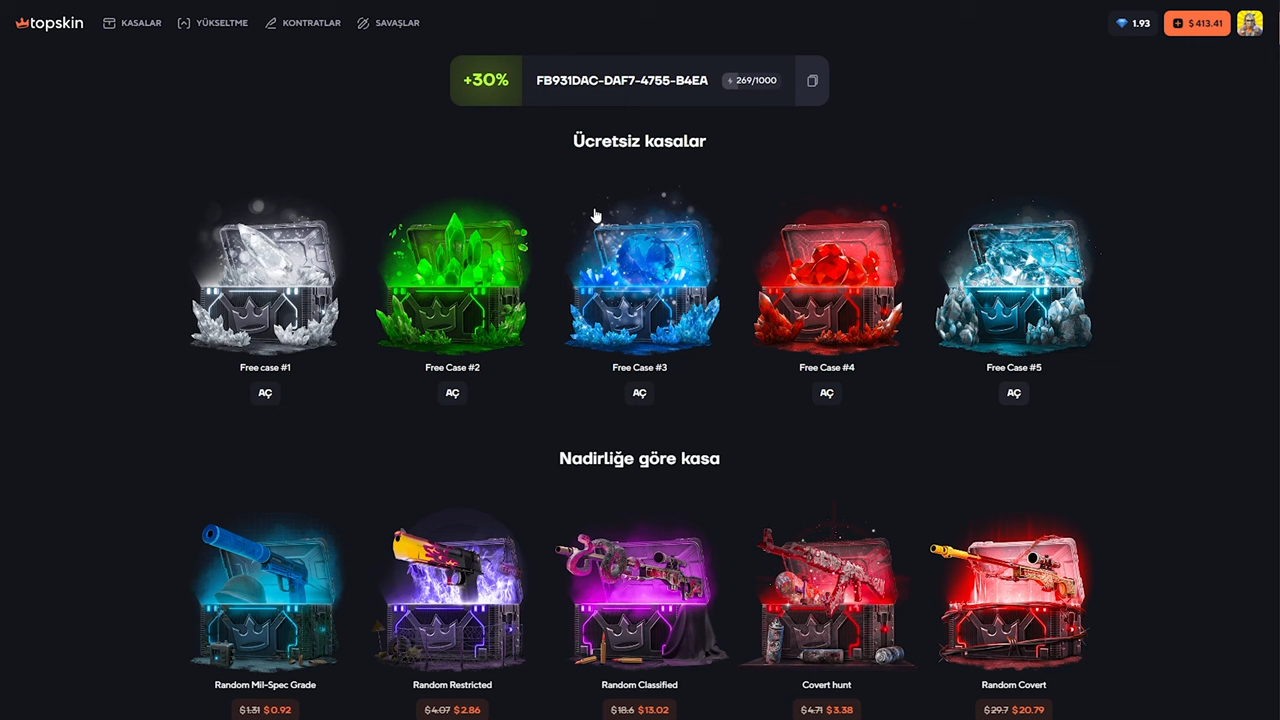 topskin KASALAR YÜKSELTME KONTRATLAR SAVAŞLAR 1.93 $ 413.41
+30% FB931DAC-DAF7-4755-B4EA 269/1000
Ücretsiz kasalar
Free case #1 Free Case #2 Free Case #3 Free Case #4 Free Case #5
AÇ AÇ AÇ AÇ AÇ
Nadirliğe göre kasa
Random Mil-Spec Grade Random Restricted Random Classified Covert hunt Random Covert
$1.31 $0.92 $4.07 $2.86 $18.6 $13.02 $4.71 $3.38 $29.7 $20.79